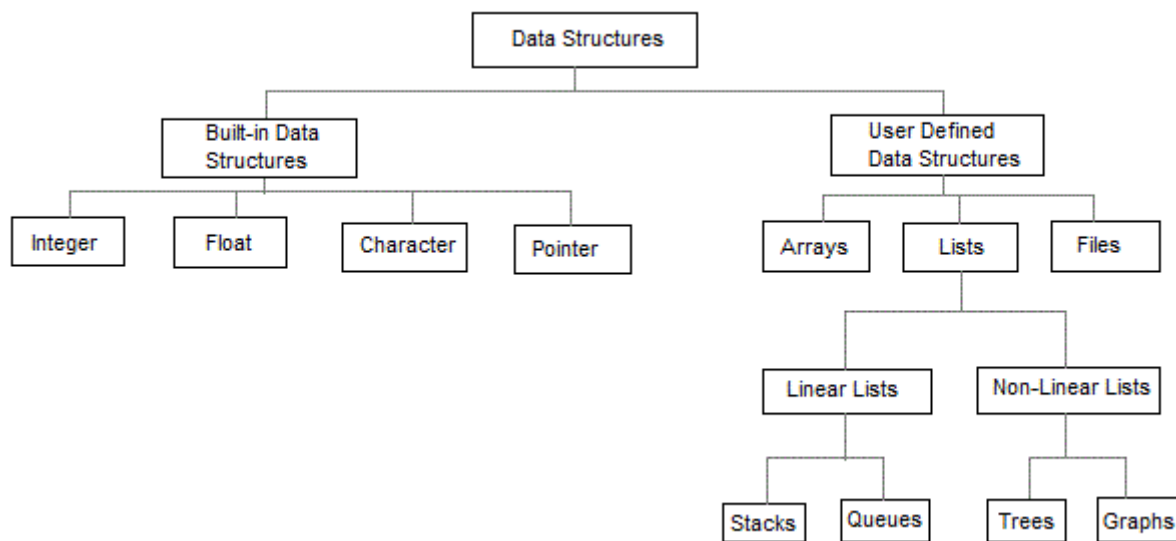 Data Structures
Built-in Data
Structures
User Defined
Data Structures
Integer
Float
Character
Pointer
Arrays
Lists
Files
Linear Lists
Non-Linear Lists
Stacks
Queues
Trees
Graphs